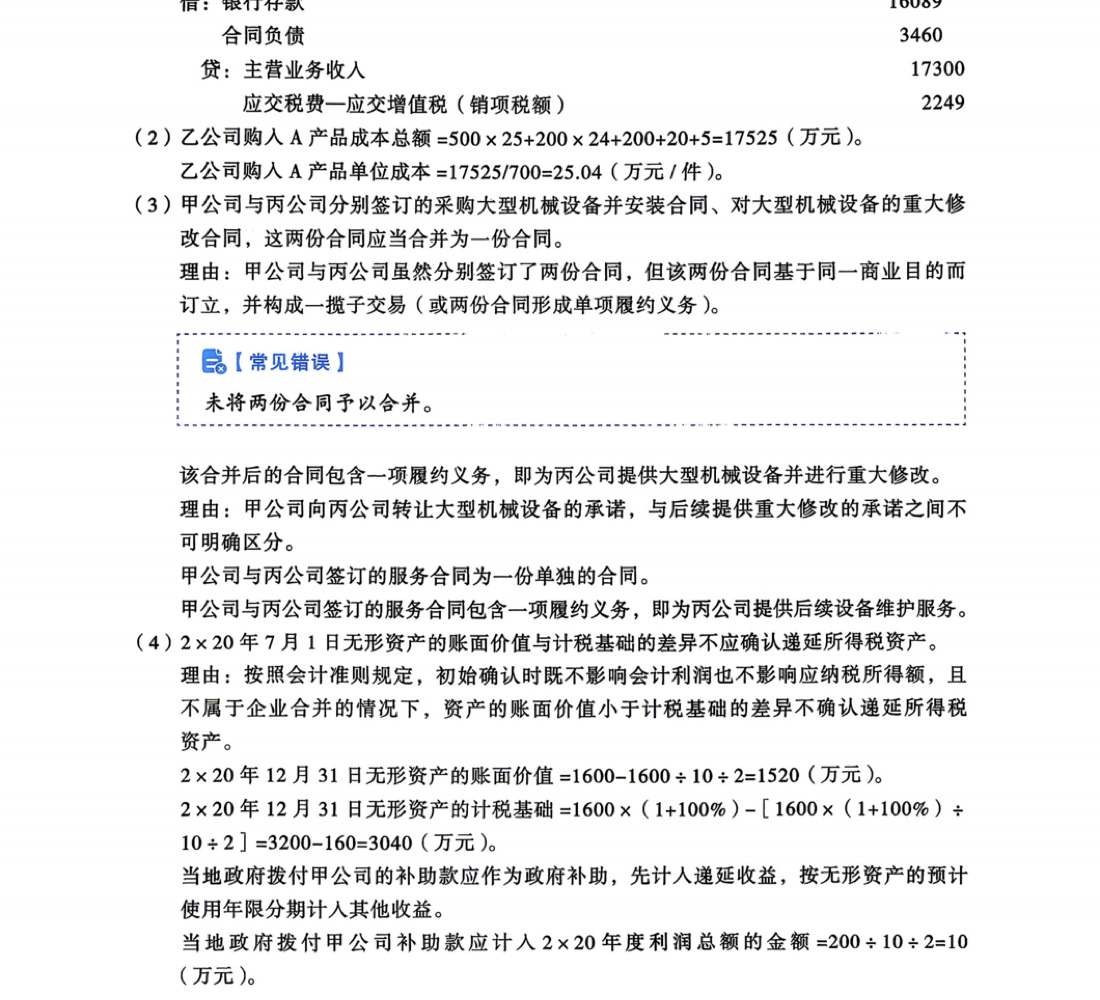 借：银行存款 16089
合同负债 3460
贷：主营业务收入 17300
应交税费—应交增值税（销项税额） 2249
（2）乙公司购入 A 产品成本总额 =500 × 25+200 × 24+200+20+5=17525（万元）。
乙公司购入 A 产品单位成本 =17525/700=25.04（万元 / 件）。
（3）甲公司与丙公司分别签订的采购大型机械设备并安装合同、对大型机械设备的重大修
改合同，这两份合同应当合并为一份合同。
理由：甲公司与丙公司虽然分别签订了两份合同，但该两份合同基于同一商业目的而
订立，并构成一揽子交易（或两份合同形成单项履约义务）。
【常见错误】
未将两份合同予以合并。
该合并后的合同包含一项履约义务，即为丙公司提供大型机械设备并进行重大修改。
理由：甲公司向丙公司转让大型机械设备的承诺，与后续提供重大修改的承诺之间不
可明确区分。
甲公司与丙公司签订的服务合同为一份单独的合同。
甲公司与丙公司签订的服务合同包含一项履约义务，即为丙公司提供后续设备维护服务。
（4）2 × 20 年 7 月 1 日无形资产的账面价值与计税基础的差异不应确认递延所得税资产。
理由：按照会计准则规定，初始确认时既不影响会计利润也不影响应纳税所得额，且
不属于企业合并的情况下，资产的账面价值小于计税基础的差异不确认递延所得税
资产。
2 × 20 年 12 月 31 日无形资产的账面价值 =1600−1600 ÷ 10 ÷ 2=1520（万元）。
2 × 20 年 12 月 31 日无形资产的计税基础 =1600 ×（1+100%）−［1600 ×（1+100%）÷
10 ÷ 2］=3200−160=3040（万元）。
当地政府拨付甲公司的补助款应作为政府补助，先计入递延收益，按无形资产的预计
使用年限分期计入其他收益。
当地政府拨付甲公司补助款应计入 2 × 20 年度利润总额的金额 =200 ÷ 10 ÷ 2=10
（万元）。